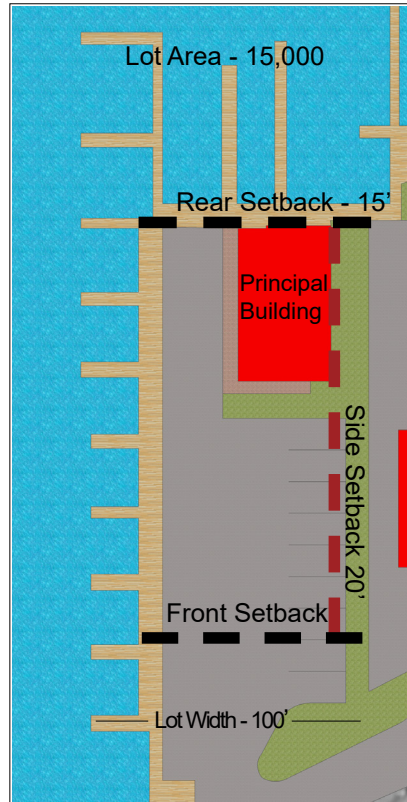 Lot Area - 15,000
Rear Setback - 15’
Principal
Building
Side Setback 20’
Front Setback
Lot Width - 100’